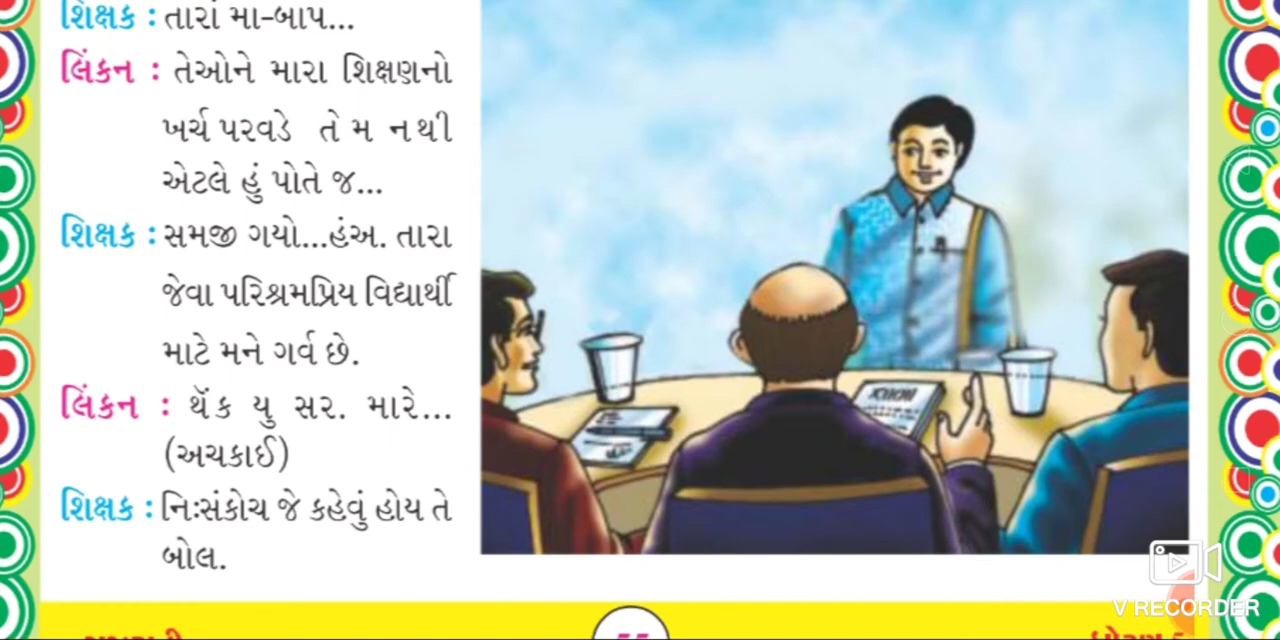 શિક્ષક : તારાં મા-બાપ...
લિંકન : તેઓને મારા શિક્ષણનો
ખર્ચ પરવડે તેમ નથી
એટલે હું પોતે જ...
શિક્ષક : સમજી ગયો...હંઅ. તારા
જેવા પરિશ્રમપ્રિય વિદ્યાર્થી
માટે મને ગર્વ છે.
લિંકન : થૅંક યુ સર. મારે...
(અચકાઈ)
શિક્ષક : નિઃસંકોચ જે કહેવું હોય તે
બોલ.
V RECORDER